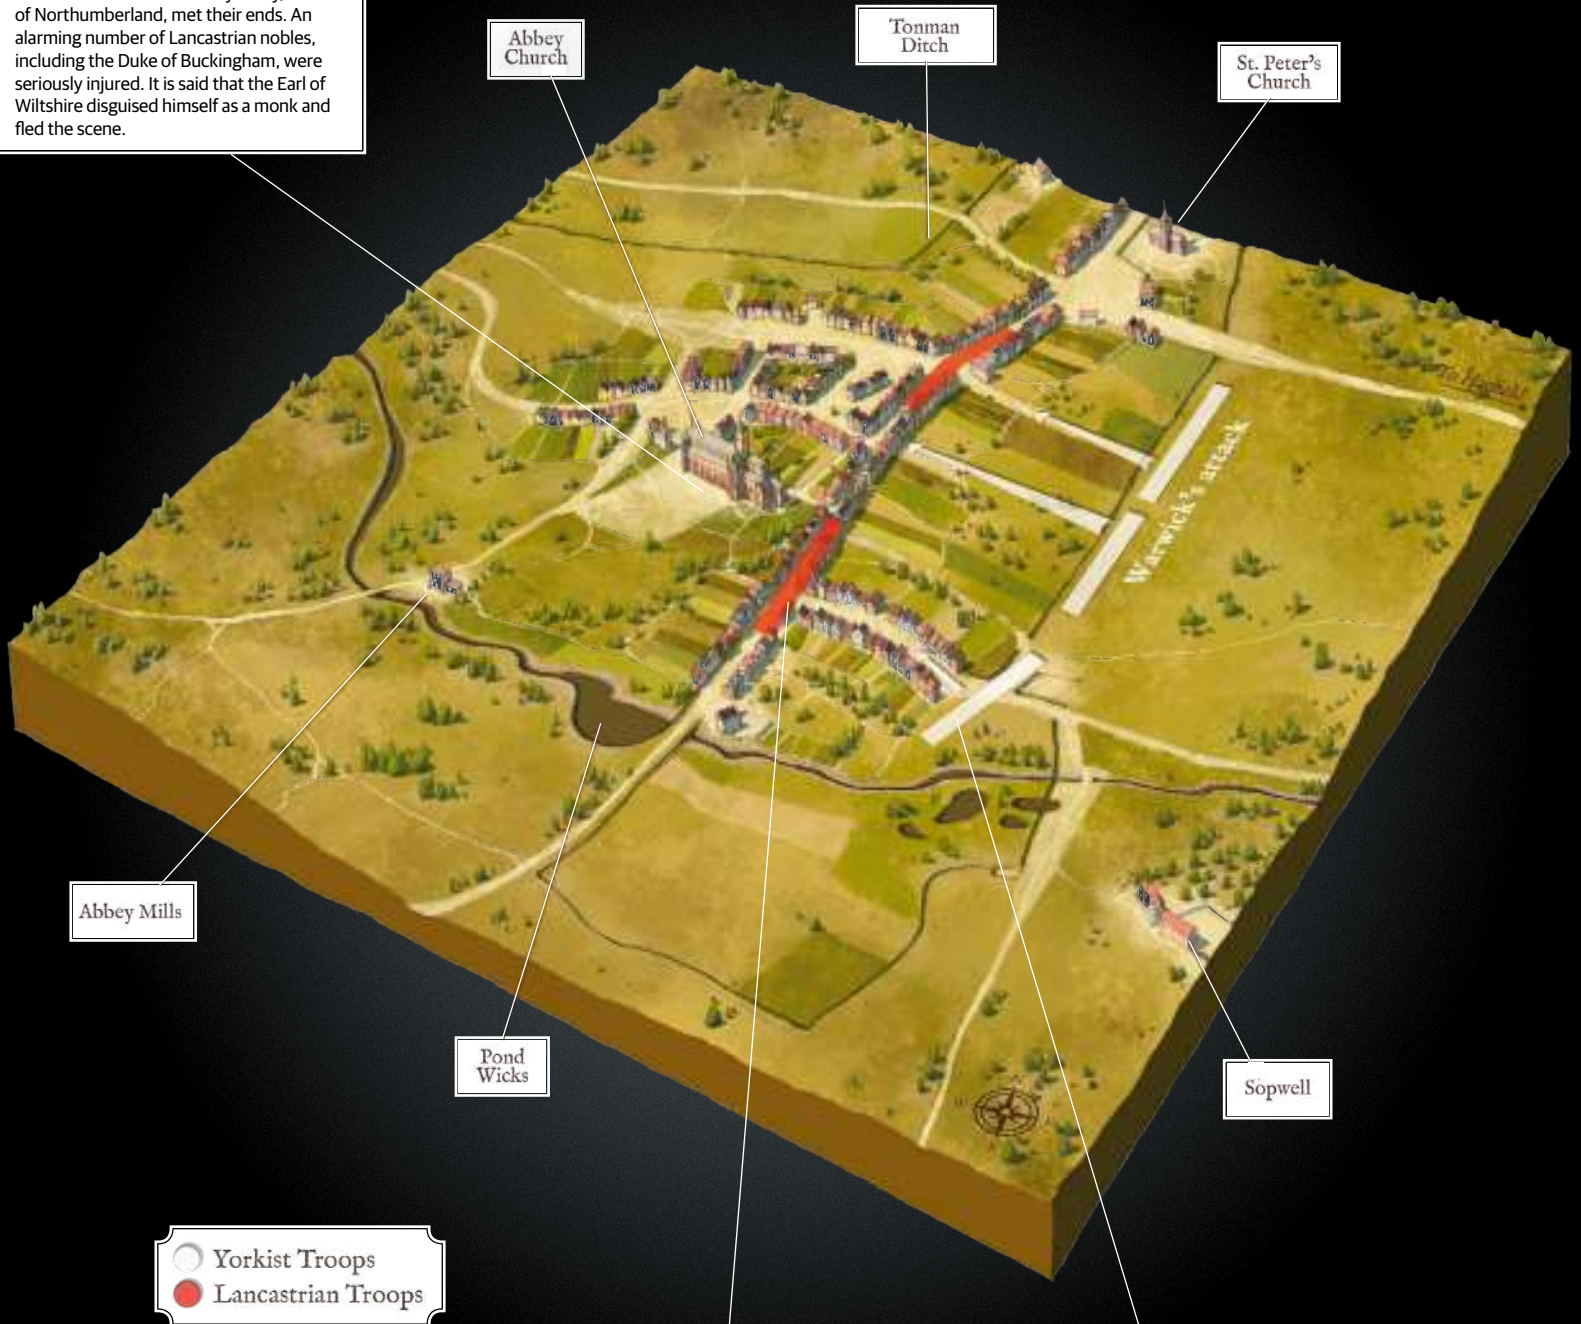 of Northumberland, met their ends. An
alarming number of Lancastrian nobles,
including the Duke of Buckingham, were
seriously injured. It is said that the Earl of
Wiltshire disguised himself as a monk and
fled the scene.
Abbey
Church
Tonman
Ditch
St. Peter's
Church
Warwick's attack
Abbey Mills
Pond
Wicks
Sopwell
Yorkist Troops
Lancastrian Troops